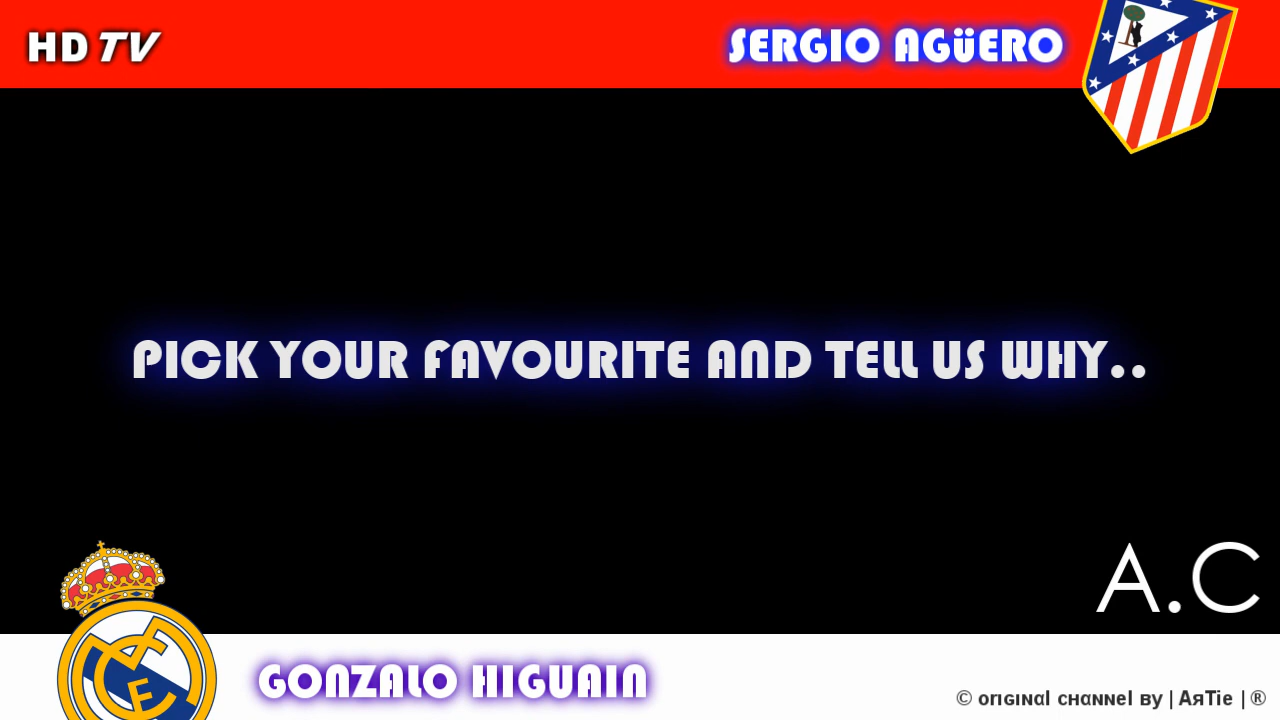 HD TV
SERGIO AGÜERO
PICK YOUR FAVOURITE AND TELL US WHY..
A.C
GONZALO HIGUAIN
© original channel by | AяTie | ®